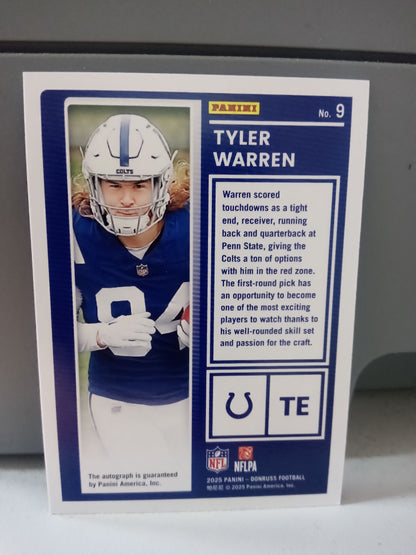 PANINI
No. 9
TYLER
WARREN
COLTS
Warren scored
touchdowns as a tight
end, receiver, running
back and quarterback at
Penn State, giving the
Colts a ton of options
with him in the red zone.
The first-round pick has
an opportunity to become
one of the most exciting
players to watch thanks to
his well-rounded skill set
and passion for the craft.
84
TE
NFL
NFLPA
The autograph is guaranteed
by Panini America, Inc.
2025 PANINI – DONRUSS FOOTBALL
© 2025 Panini America, Inc.